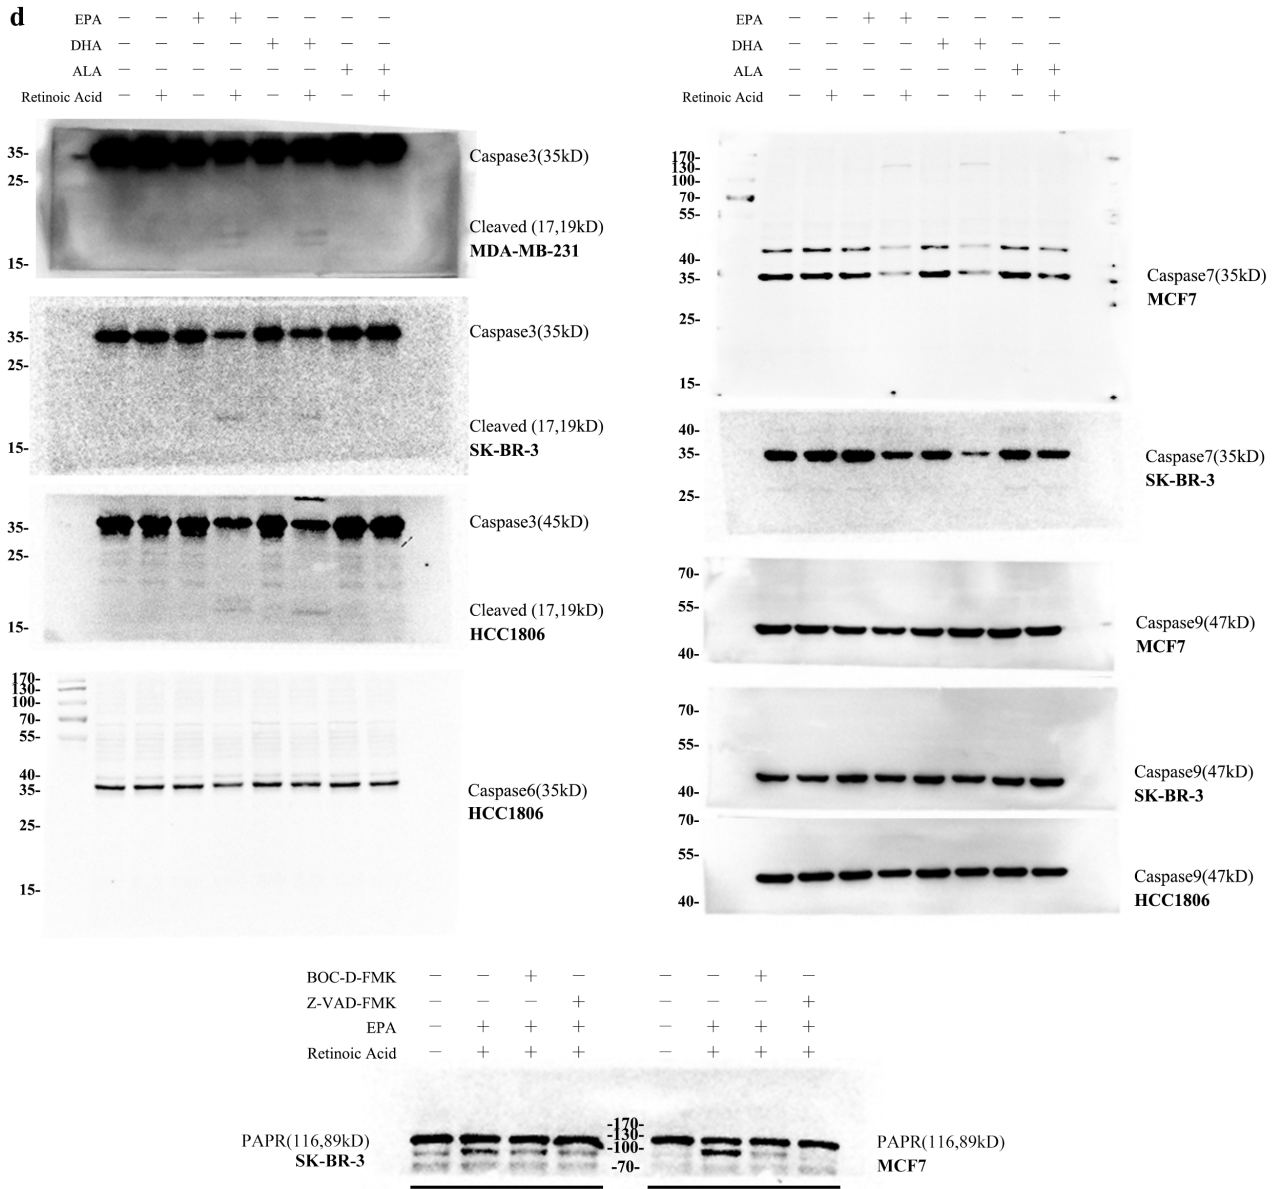 d
EPA − − + + − − − −
DHA − − − − + + − −
ALA − − − − − − + +
Retinoic Acid − + − + − + − +
35-
25-
15-
Caspase3(35kD)
Cleaved (17,19kD)
MDA-MB-231
35-
25-
15-
Caspase3(35kD)
Cleaved (17,19kD)
SK-BR-3
35-
25-
15-
Caspase3(45kD)
Cleaved (17,19kD)
HCC1806
170-
130-
100-
70-
55-
40-
35-
25-
15-
Caspase6(35kD)
HCC1806
EPA − − + + − − − −
DHA − − − − + + − −
ALA − − − − − − + +
Retinoic Acid − + − + − + − +
170-
130-
100-
70-
55-
40-
35-
25-
15-
Caspase7(35kD)
MCF7
40-
35-
25-
Caspase7(35kD)
SK-BR-3
70-
55-
40-
Caspase9(47kD)
MCF7
70-
55-
40-
Caspase9(47kD)
SK-BR-3
70-
55-
40-
Caspase9(47kD)
HCC1806
BOC-D-FMK − − + − − − + −
Z-VAD-FMK − − − + − − − +
EPA − + + + − + + +
Retinoic Acid − + + + − + + +
PAPR(116,89kD)
SK-BR-3
-170-
-130-
-100-
-70-
PAPR(116,89kD)
MCF7